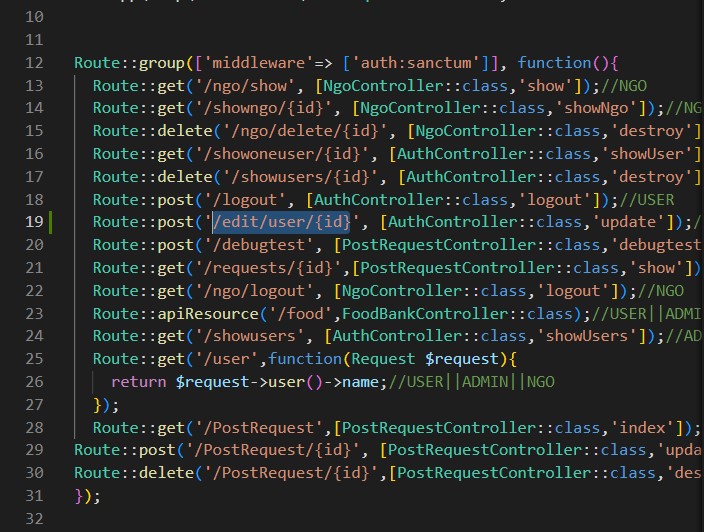 10
11
12 Route::group(['middleware'=> ['auth:sanctum']], function(){
13 Route::get('/ngo/show', [NgoController::class,'show']);//NGO
14 Route::get('/showngo/{id}', [NgoController::class,'showNgo']);//NG
15 Route::delete('/ngo/delete/{id}', [NgoController::class,'destroy']
16 Route::get('/showoneuser/{id}', [AuthController::class,'showUser']
17 Route::delete('/showusers/{id}', [AuthController::class,'destroy']
18 Route::post('/logout', [AuthController::class,'logout']);//USER
19 Route::post('/edit/user/{id}', [AuthController::class,'update']);/
20 Route::post('/debugtest', [PostRequestController::class,'debugtest
21 Route::get('/requests/{id}',[PostRequestController::class,'show'])
22 Route::get('/ngo/logout', [NgoController::class,'logout']);//NGO
23 Route::apiResource('/food',FoodBankController::class);//USER||ADMI
24 Route::get('/showusers', [AuthController::class,'showUsers']);//AD
25 Route::get('/user',function(Request $request){
26 return $request->user()->name;//USER||ADMIN||NGO
27 });
28 Route::get('/PostRequest',[PostRequestController::class,'index']);
29 Route::post('/PostRequest/{id}', [PostRequestController::class,'upda
30 Route::delete('/PostRequest/{id}',[PostRequestController::class,'des
31 });
32